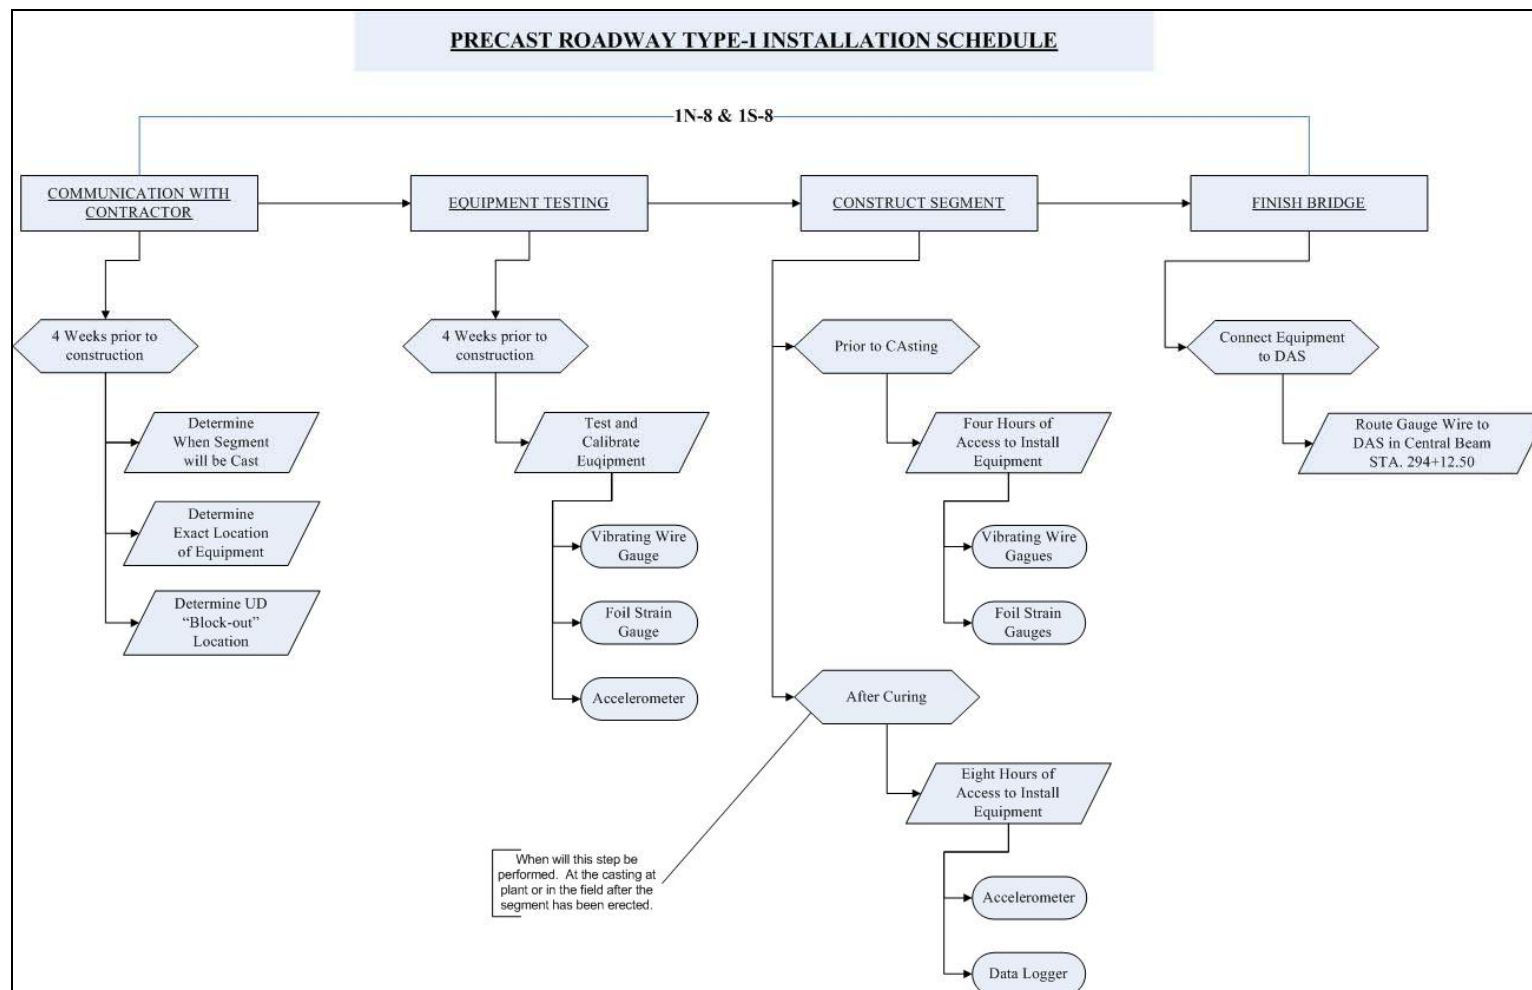 PRECAST ROADWAY TYPE-I INSTALLATION SCHEDULE
1N-8 & 1S-8
COMMUNICATION WITH
CONTRACTOR
EQUIPMENT TESTING
CONSTRUCT SEGMENT
FINISH BRIDGE
4 Weeks prior to
construction
Determine
When Segment
will be Cast
Determine
Exact Location
of Equipment
Determine UD
“Block-out”
Location
4 Weeks prior to
construction
Test and
Calibrate
Euqipment
Vibrating Wire
Gauge
Foil Strain
Gauge
Accelerometer
Prior to CAsting
Four Hours of
Access to Install
Equipment
Vibrating Wire
Gagues
Foil Strain
Gauges
After Curing
When will this step be
performed. At the casting at
plant or in the field after the
segment has been erected.
Eight Hours of
Access to Install
Equipment
Accelerometer
Data Logger
Connect Equipment
to DAS
Route Gauge Wire to
DAS in Central Beam
STA. 294+12.50